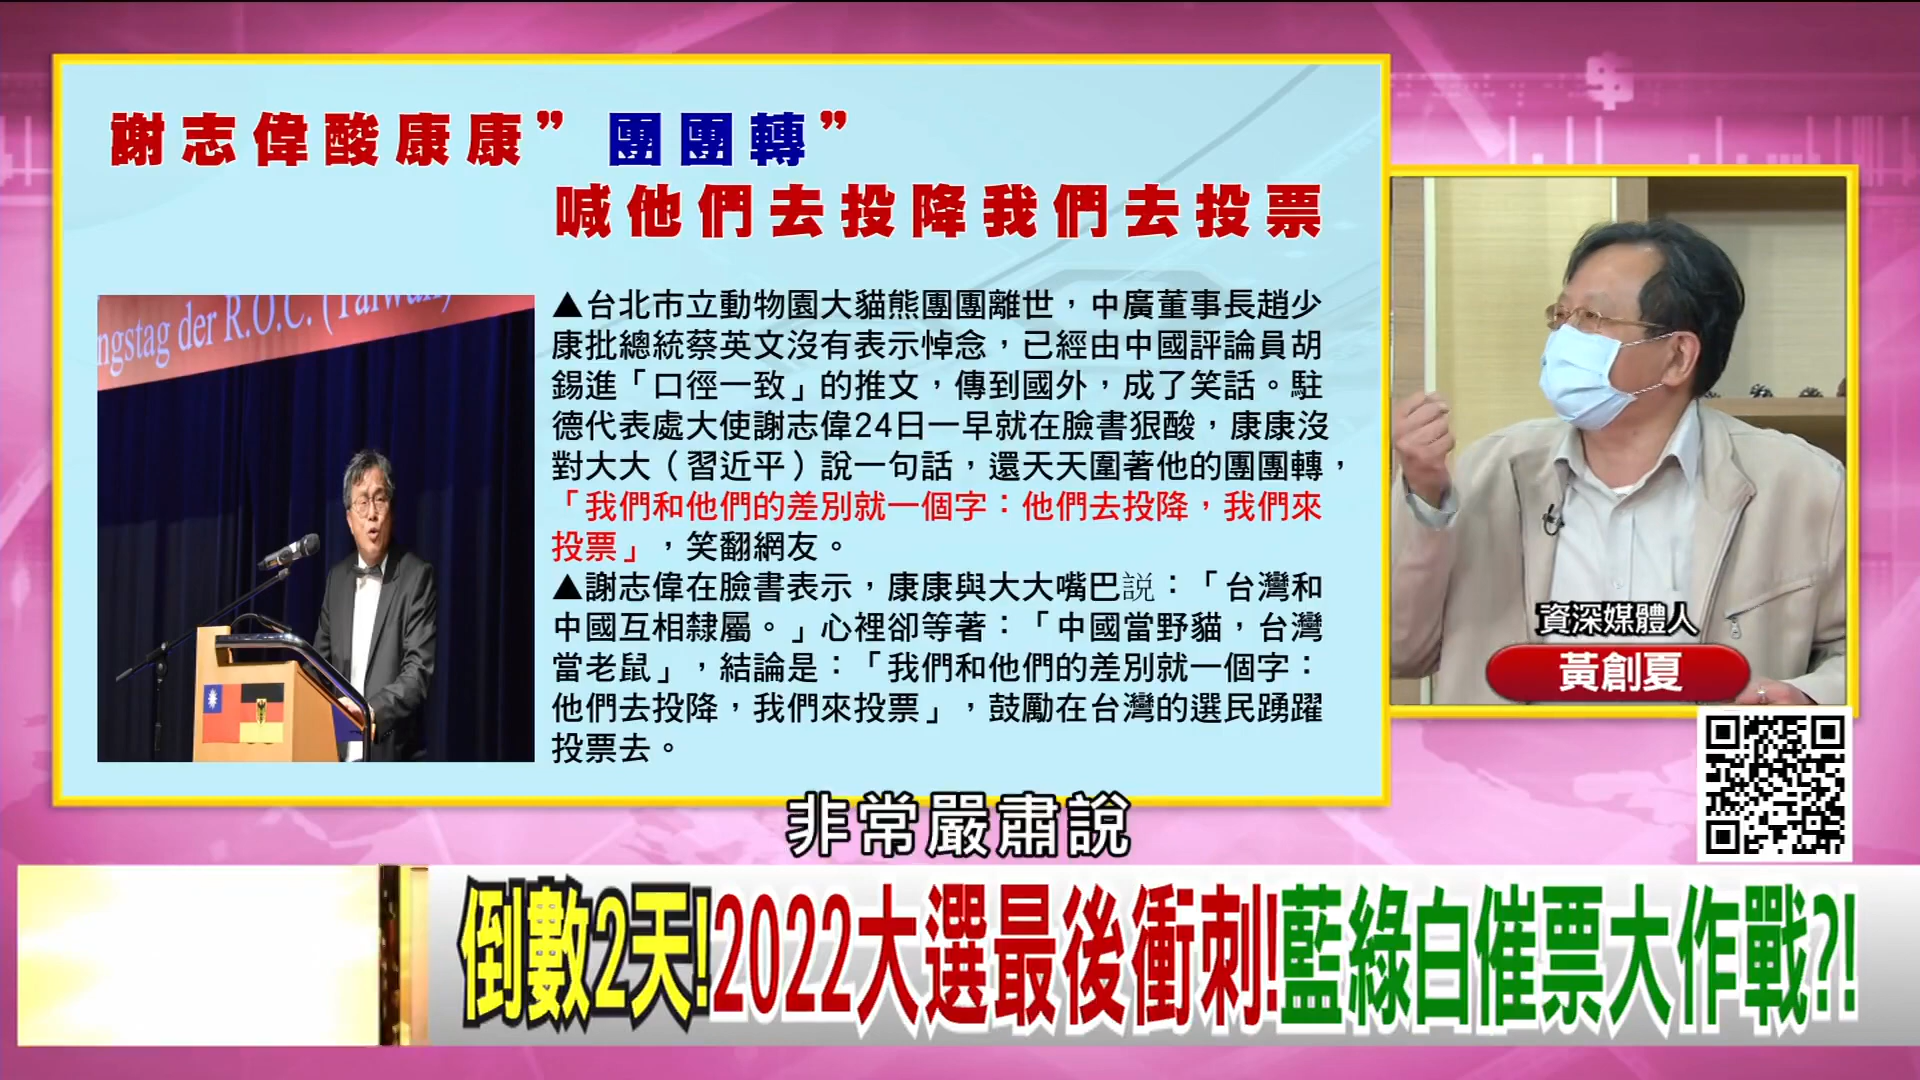 謝志偉酸康康”團團轉”
喊他們去投降我們去投票
ngstag der R.O.C. (Taiwan)
▲台北市立動物園大貓熊團團離世，中廣董事長趙少
康批總統蔡英文沒有表示悼念，已經由中國評論員胡
錫進「口徑一致」的推文，傳到國外，成了笑話。駐
德代表處大使謝志偉24日一早就在臉書狠酸，康康沒
對大大（習近平）說一句話，還天天圍著他的團團轉，
「我們和他們的差別就一個字：他們去投降，我們來
投票」，笑翻網友。
▲謝志偉在臉書表示，康康與大大嘴巴説：「台灣和
中國互相隸屬。」心裡卻等著：「中國當野貓，台灣
當老鼠」，結論是：「我們和他們的差別就一個字：
他們去投降，我們來投票」，鼓勵在台灣的選民踴躍
投票去。
資深媒體人
黃創夏
非常嚴肅說
倒數2天!2022大選最後衝刺!藍綠白催票大作戰?!